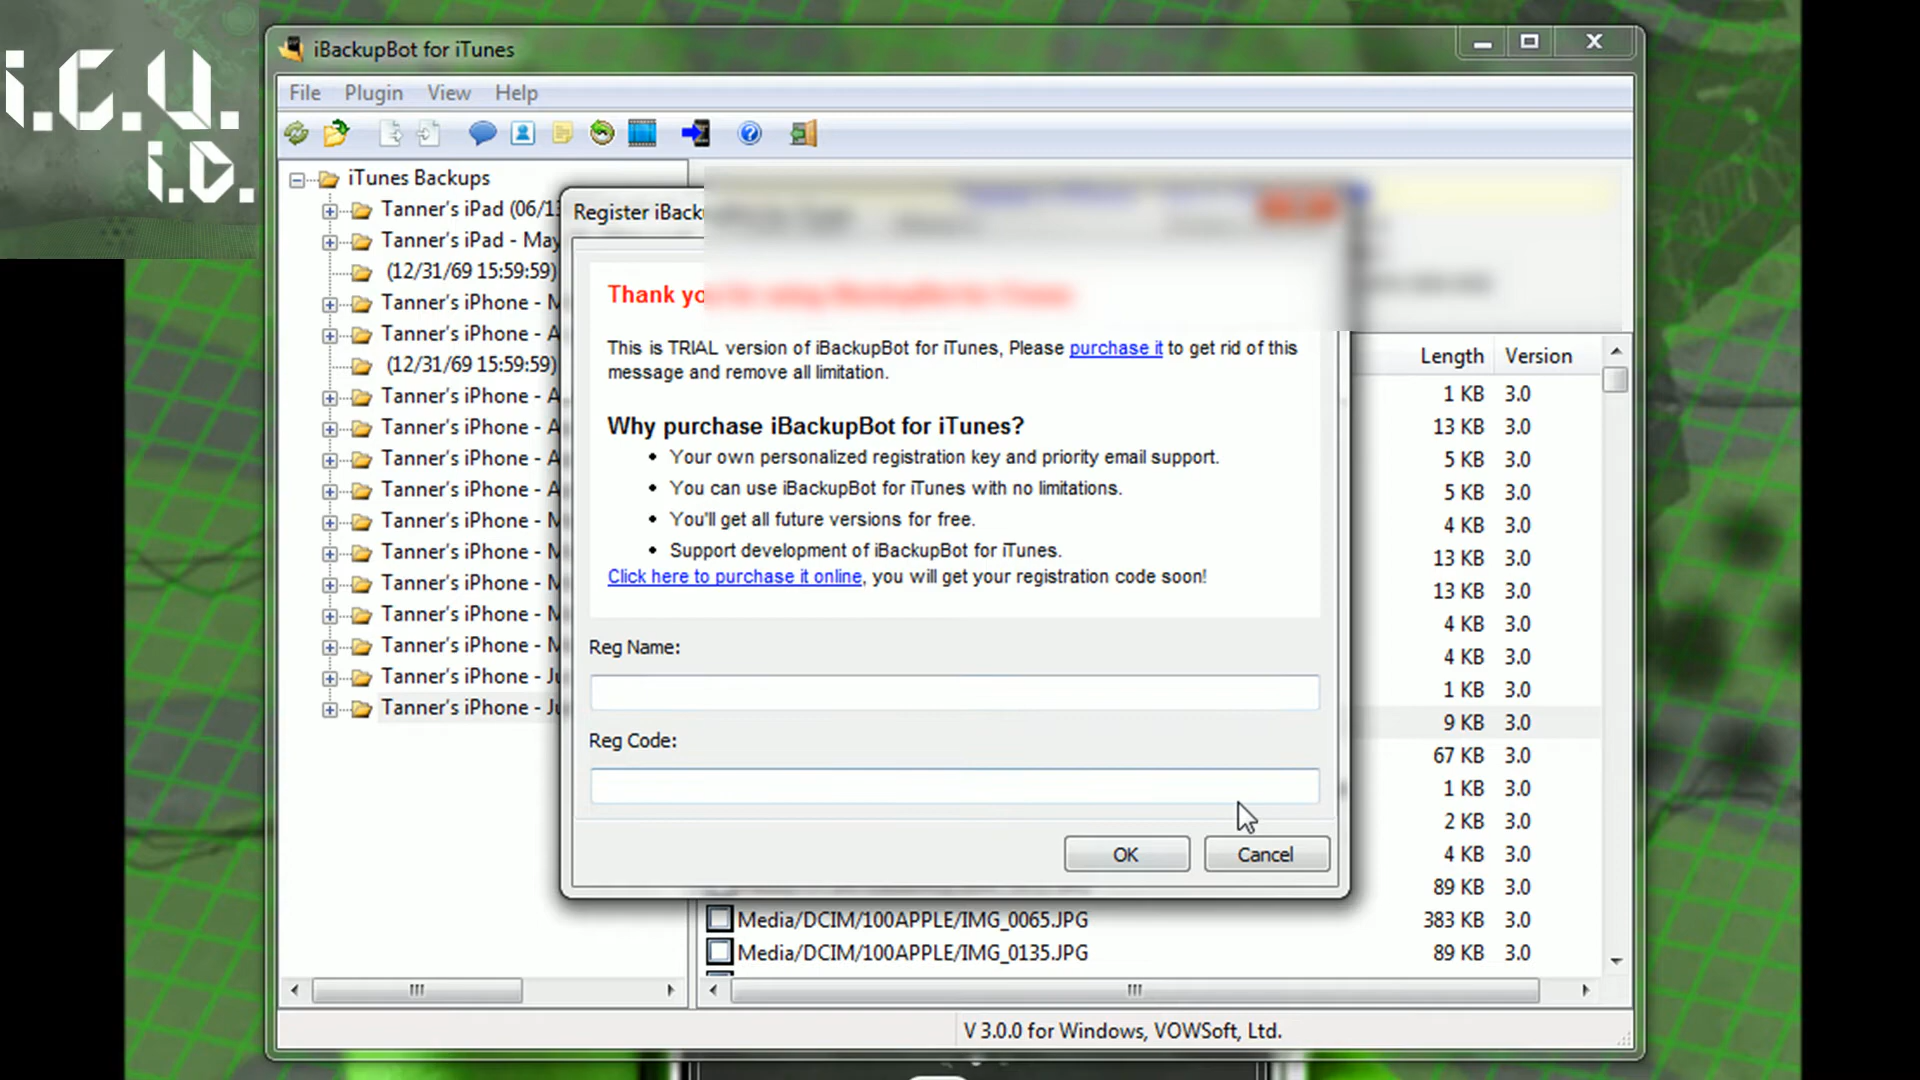 i.C.U.
i.D.
iBackupBot for iTunes
File Plugin View Help
iTunes Backups
Tanner's iPad (06/13
Tanner's iPad - May
(12/31/69 15:59:59)
Tanner's iPhone - M
Tanner's iPhone - A
(12/31/69 15:59:59)
Tanner's iPhone - A
Tanner's iPhone - A
Tanner's iPhone - A
Tanner's iPhone - A
Tanner's iPhone - M
Tanner's iPhone - M
Tanner's iPhone - M
Tanner's iPhone - M
Tanner's iPhone - M
Tanner's iPhone - Ju
Tanner's iPhone - Ju
Register iBack
Thank yo
This is TRIAL version of iBackupBot for iTunes, Please purchase it to get rid of this
message and remove all limitation.
Why purchase iBackupBot for iTunes?
• Your own personalized registration key and priority email support.
• You can use iBackupBot for iTunes with no limitations.
• You'll get all future versions for free.
• Support development of iBackupBot for iTunes.
Click here to purchase it online, you will get your registration code soon!
Reg Name:
Reg Code:
OK Cancel
Length Version
1 KB 3.0
13 KB 3.0
5 KB 3.0
5 KB 3.0
4 KB 3.0
13 KB 3.0
13 KB 3.0
4 KB 3.0
4 KB 3.0
1 KB 3.0
9 KB 3.0
67 KB 3.0
1 KB 3.0
2 KB 3.0
4 KB 3.0
89 KB 3.0
Media/DCIM/100APPLE/IMG_0065.JPG 383 KB 3.0
Media/DCIM/100APPLE/IMG_0135.JPG 89 KB 3.0
V 3.0.0 for Windows, VOWSoft, Ltd.